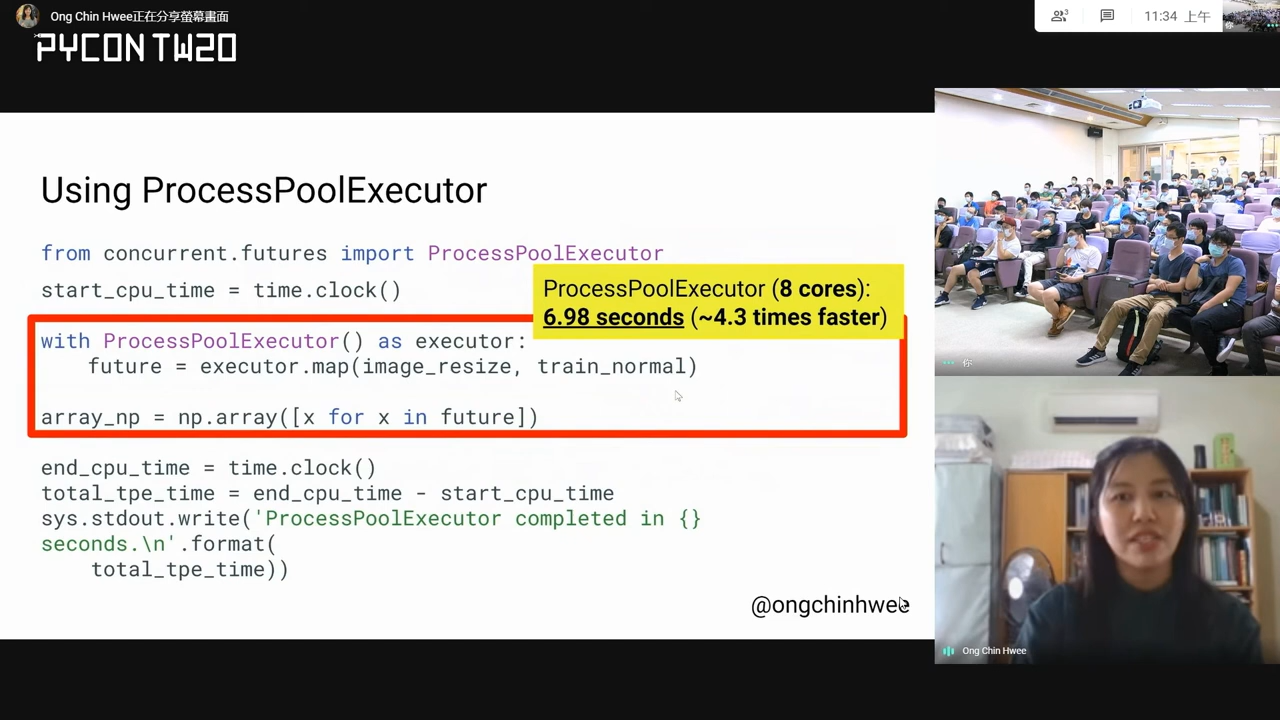 Ong Chin Hwee正在分享螢幕畫面
PYCON TW20
3
11:34 上午
你
Using ProcessPoolExecutor
from concurrent.futures import ProcessPoolExecutor
start_cpu_time = time.clock()
ProcessPoolExecutor (8 cores):
6.98 seconds (~4.3 times faster)
with ProcessPoolExecutor() as executor:
future = executor.map(image_resize, train_normal)
array_np = np.array([x for x in future])
end_cpu_time = time.clock()
total_tpe_time = end_cpu_time - start_cpu_time
sys.stdout.write('ProcessPoolExecutor completed in {}
seconds.\n'.format(
total_tpe_time))
@ongchinhwee
你
Ong Chin Hwee